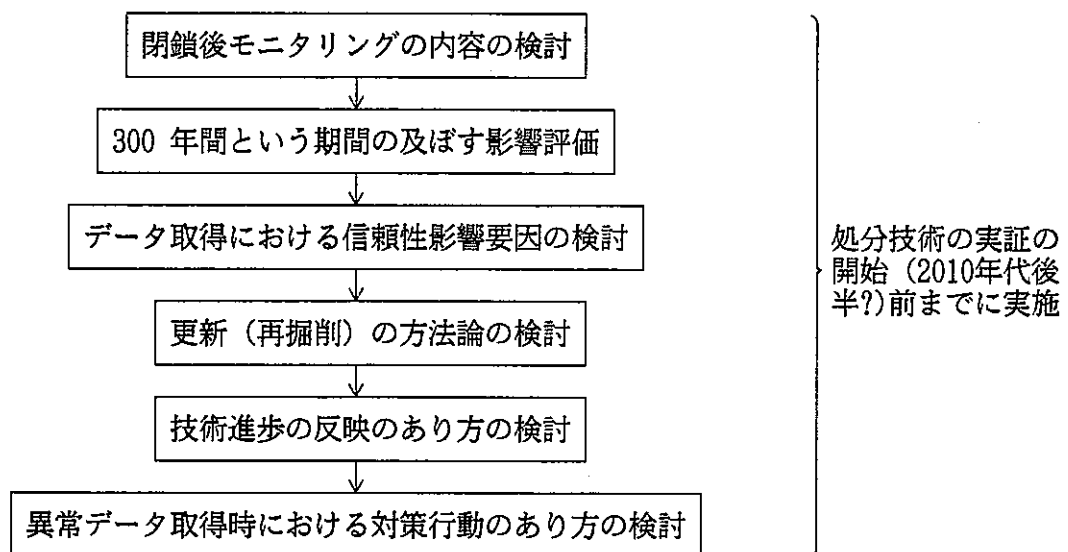 閉鎖後モニタリングの内容の検討
300 年間という期間の及ぼす影響評価
データ取得における信頼性影響要因の検討
更新（再掘削）の方法論の検討
技術進歩の反映のあり方の検討
異常データ取得時における対策行動のあり方の検討
処分技術の実証の
開始（2010年代後
半?)前までに実施